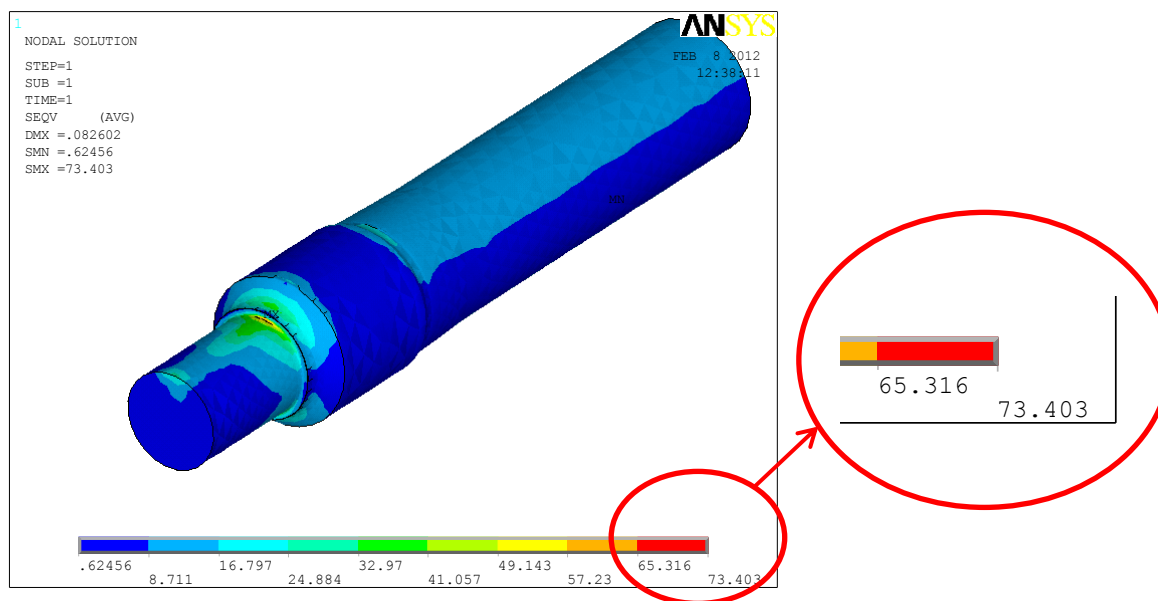 1
ANSYS
NODAL SOLUTION
FEB 8 2012
12:38:11
STEP=1
SUB =1
TIME=1
SEQV (AVG)
DMX =.082602
SMN =.62456
SMX =73.403
MN
MX
.62456 16.797 32.97 49.143 65.316
8.711 24.884 41.057 57.23 73.403
65.316
73.403